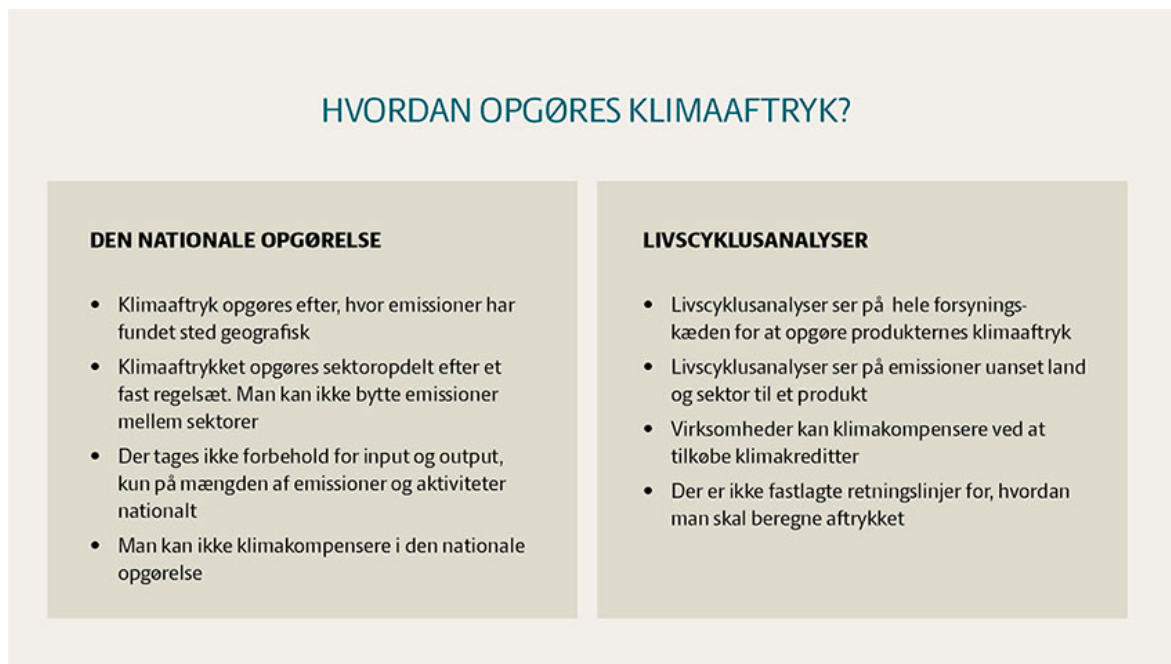 HVORDAN OPGØRES KLIMAAFTRYK?
DEN NATIONALE OPGØRELSE
• Klimaaftryk opgøres efter, hvor emissioner har
fundet sted geografisk
• Klimaaftrykket opgøres sektoropdelt efter et
fast regelsæt. Man kan ikke bytte emissioner
mellem sektorer
• Der tages ikke forbehold for input og output,
kun på mængden af emissioner og aktiviteter
nationalt
• Man kan ikke klimakompensere i den nationale
opgørelse
LIVSCYKLUSANALYSER
• Livscyklusanalyser ser på hele forsynings-
kæden for at opgøre produkternes klimaaftryk
• Livscyklusanalyser ser på emissioner uanset land
og sektor til et produkt
• Virksomheder kan klimakompensere ved at
tilkøbe klimakreditter
• Der er ikke fastlagte retningslinjer for, hvordan
man skal beregne aftrykket